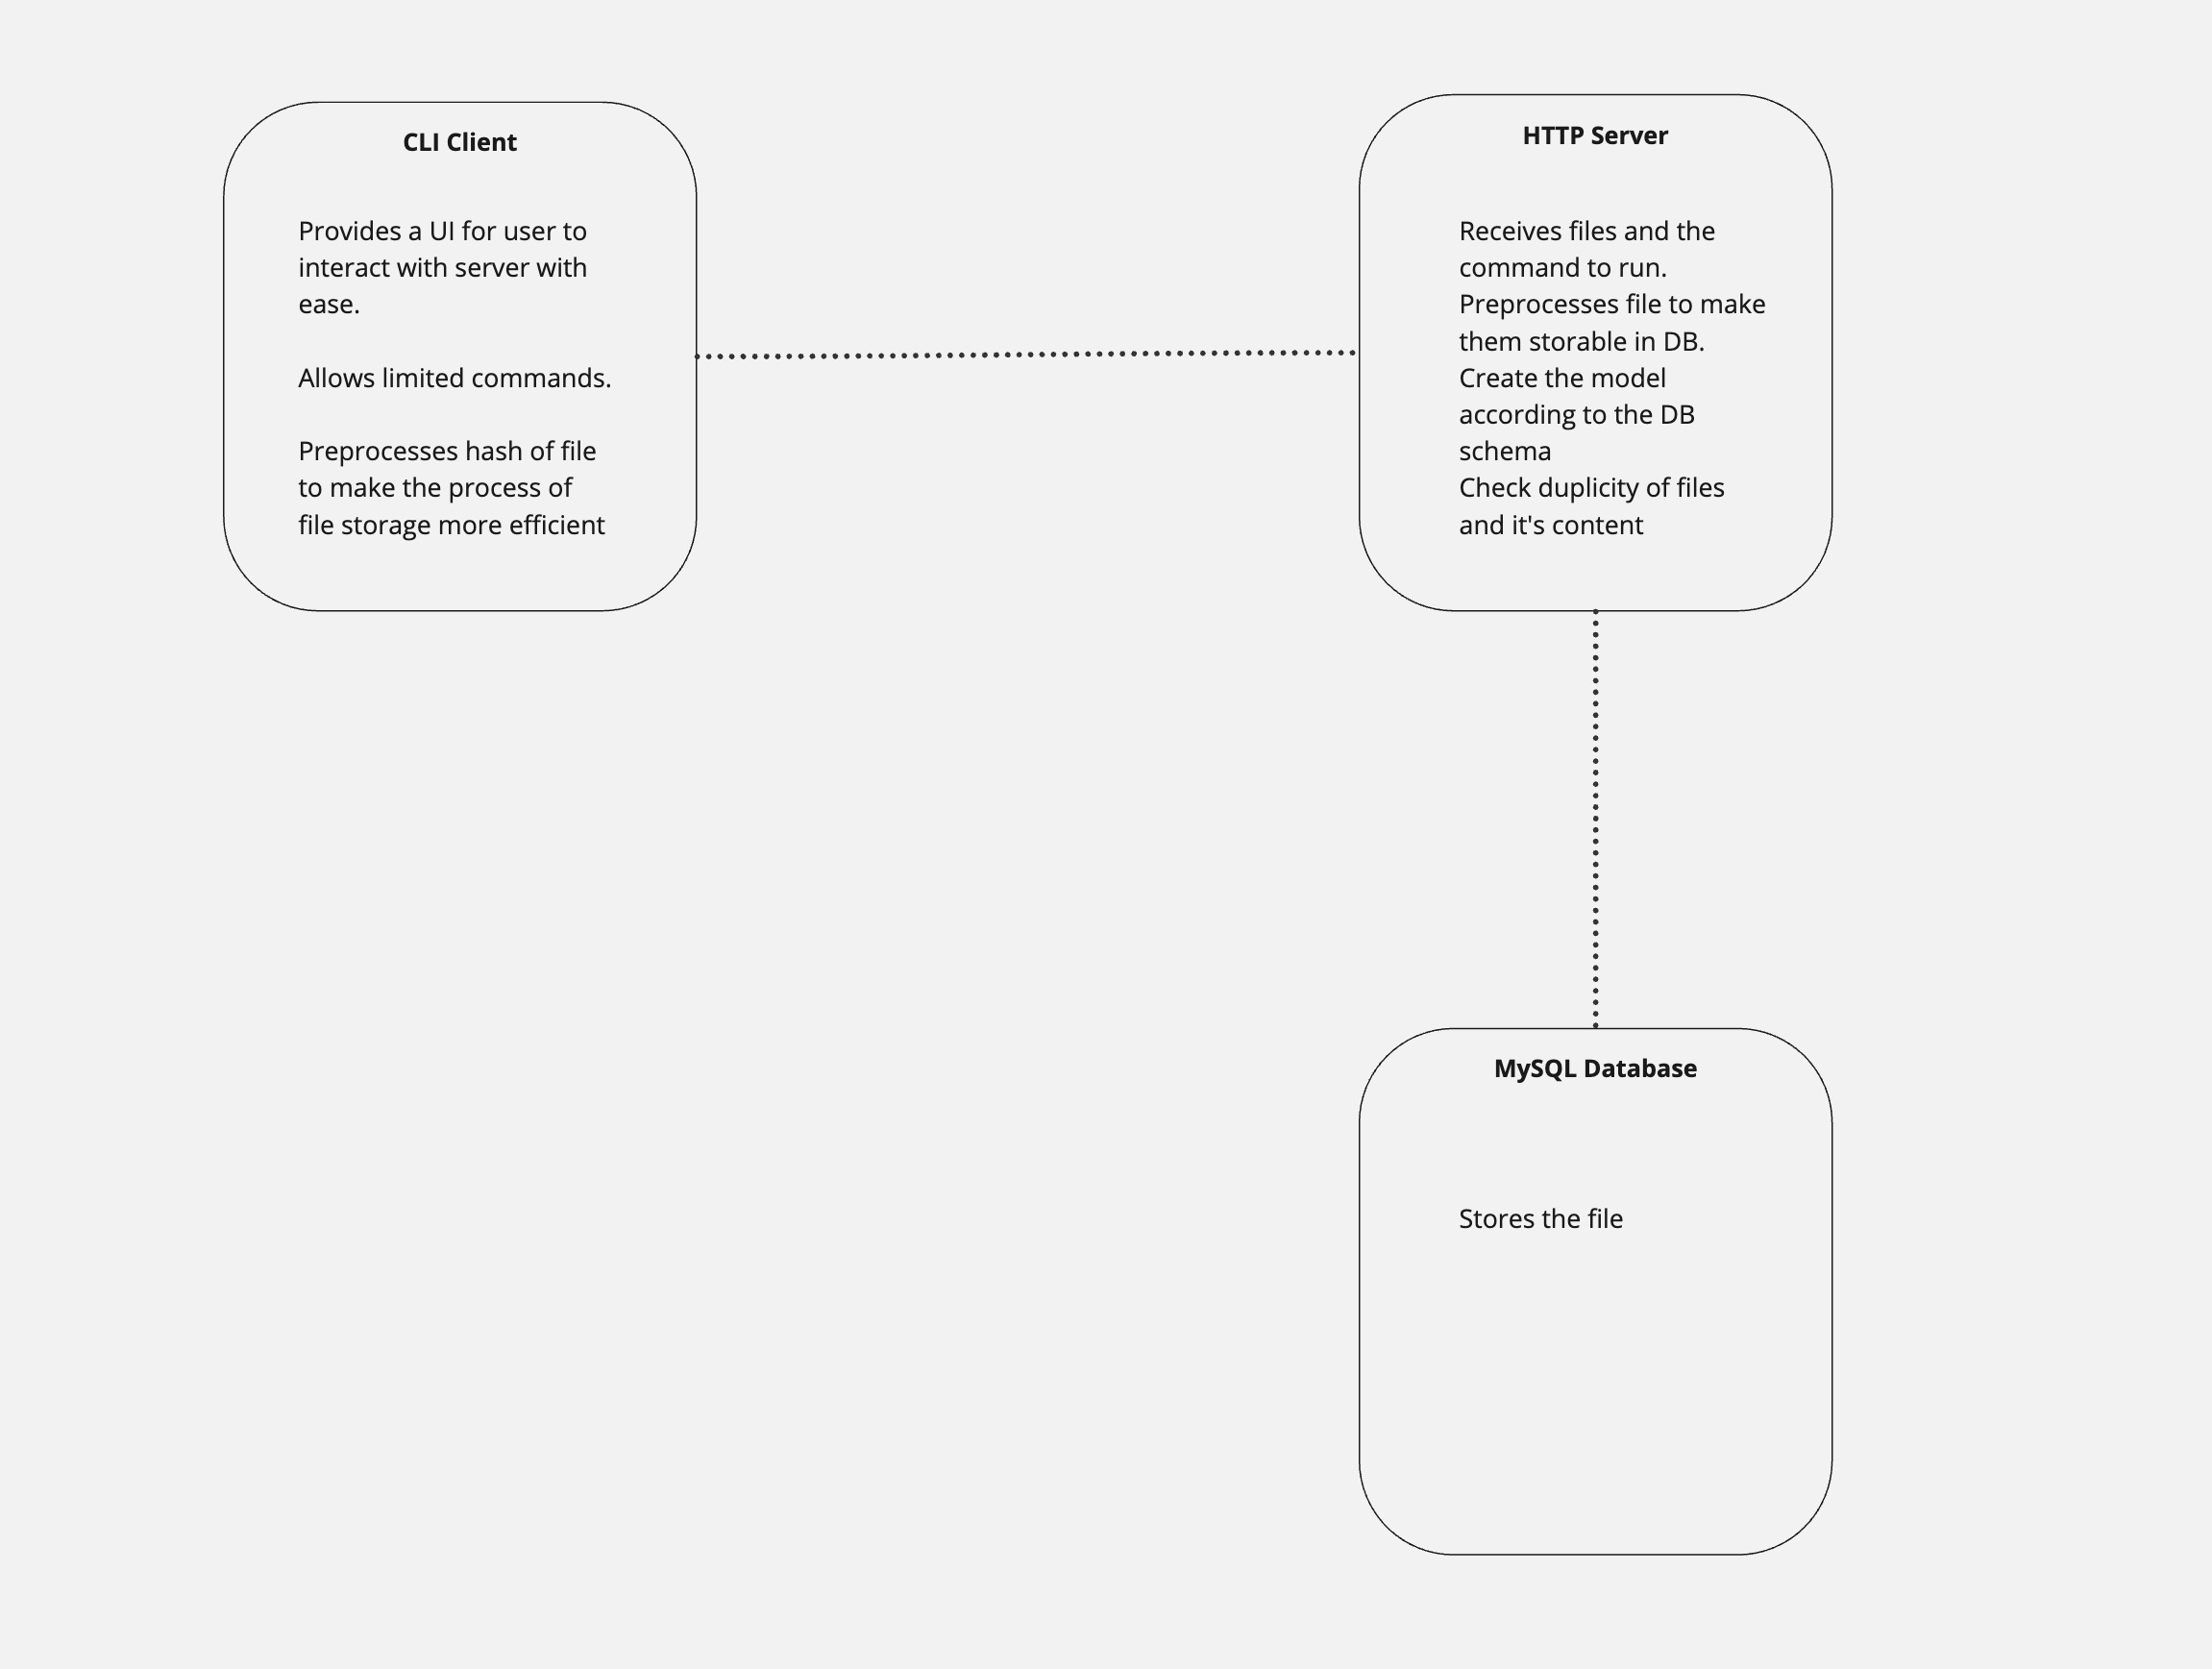 CLI Client
Provides a UI for user to
interact with server with
ease.
Allows limited commands.
Preprocesses hash of file
to make the process of
file storage more efficient
HTTP Server
Receives files and the
command to run.
Preprocesses file to make
them storable in DB.
Create the model
according to the DB
schema
Check duplicity of files
and it's content
MySQL Database
Stores the file